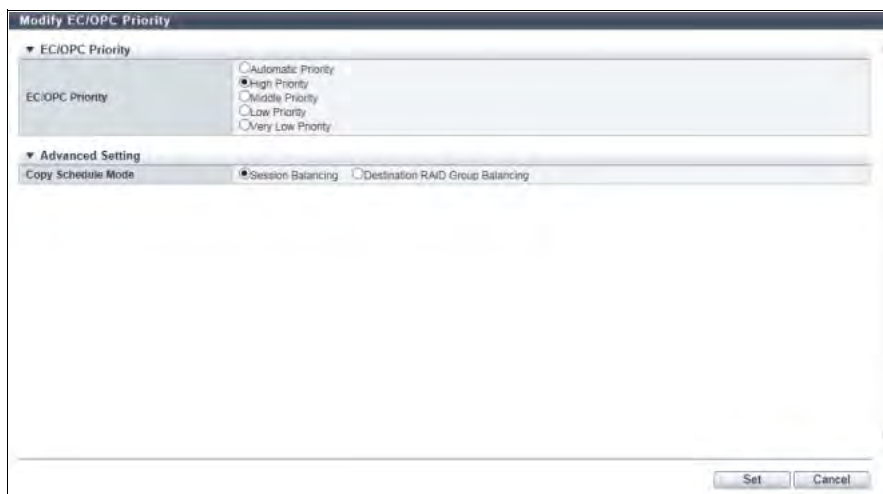 Modify EC/OPC Priority
▼ EC/OPC Priority
EC/OPC Priority
Automatic Priority
High Priority
Middle Priority
Low Priority
Very Low Priority
▼ Advanced Setting
Copy Schedule Mode Session Balancing Destination RAID Group Balancing
Set Cancel